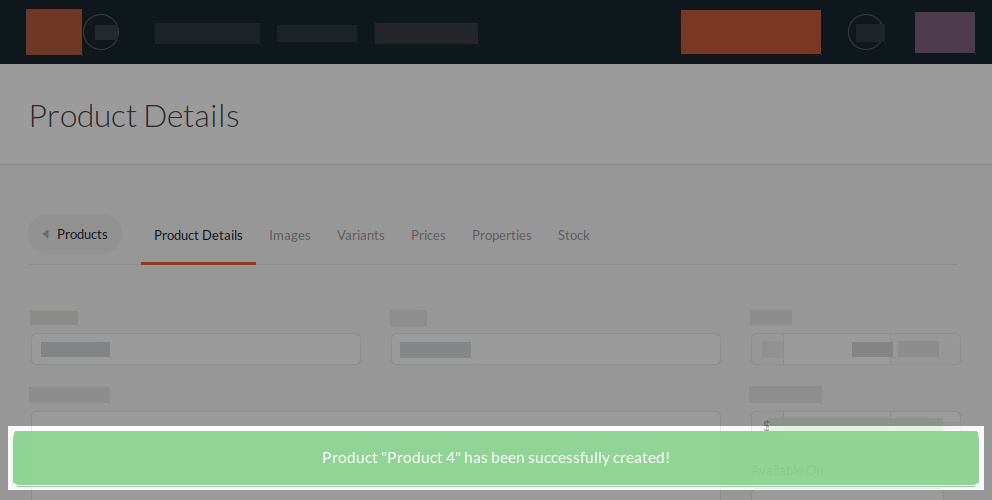 Product Details
Products
Product Details
Images
Variants
Prices
Properties
Stock
$
Product "Product 4" has been successfully created!
Available On